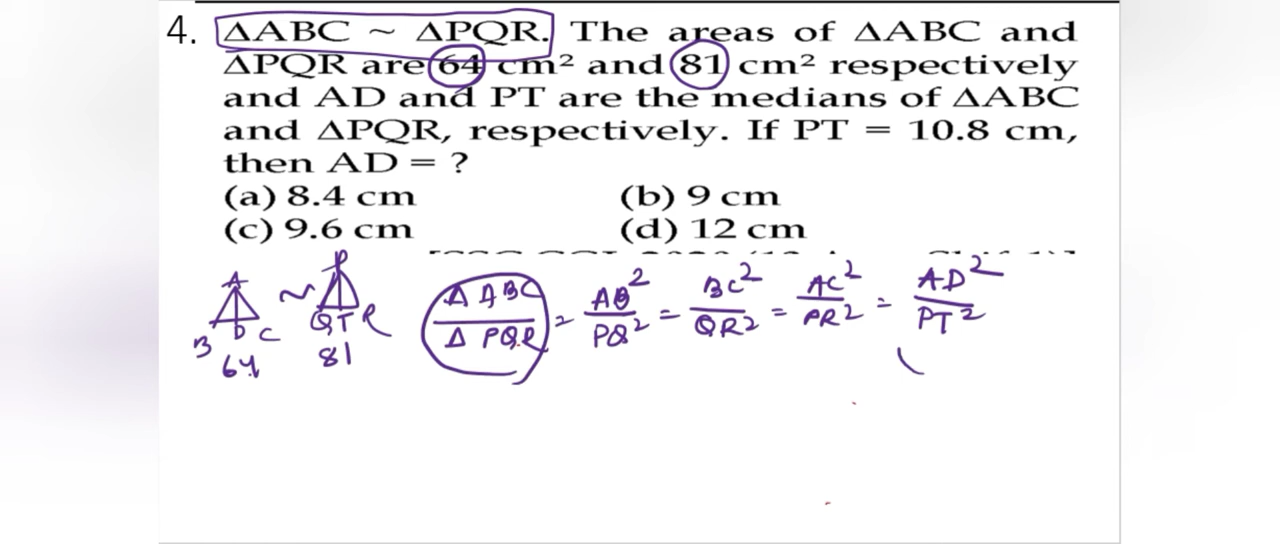 4. ΔABC ~ ΔPQR. The areas of ΔABC and
ΔPQR are 64 cm² and 81 cm² respectively
and AD and PT are the medians of ΔABC
and ΔPQR, respectively. If PT = 10.8 cm,
then AD = ?
(a) 8.4 cm (b) 9 cm
(c) 9.6 cm (d) 12 cm
A B D C 64 ~ P Q T R 81 Δ ABC / Δ PQR = AB² / PQ² = BC² / QR² = AC² / PR² = AD² / PT²